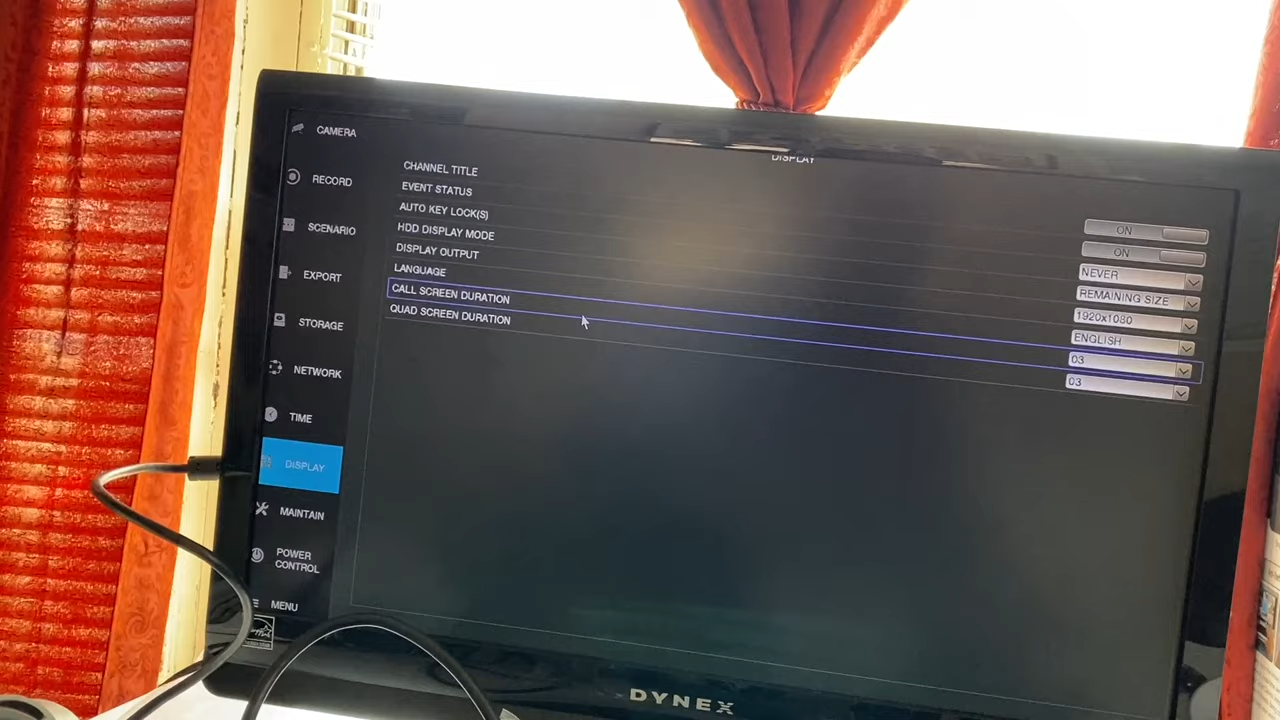 DISPLAY
CAMERA
RECORD
SCENARIO
EXPORT
STORAGE
NETWORK
TIME
DISPLAY
MAINTAIN
POWER
CONTROL
MENU
CHANNEL TITLE ON
EVENT STATUS ON
AUTO KEY LOCK(S) NEVER
HDD DISPLAY MODE REMAINING SIZE
DISPLAY OUTPUT 1920x1080
LANGUAGE ENGLISH
CALL SCREEN DURATION 03
QUAD SCREEN DURATION 03
DYNEX